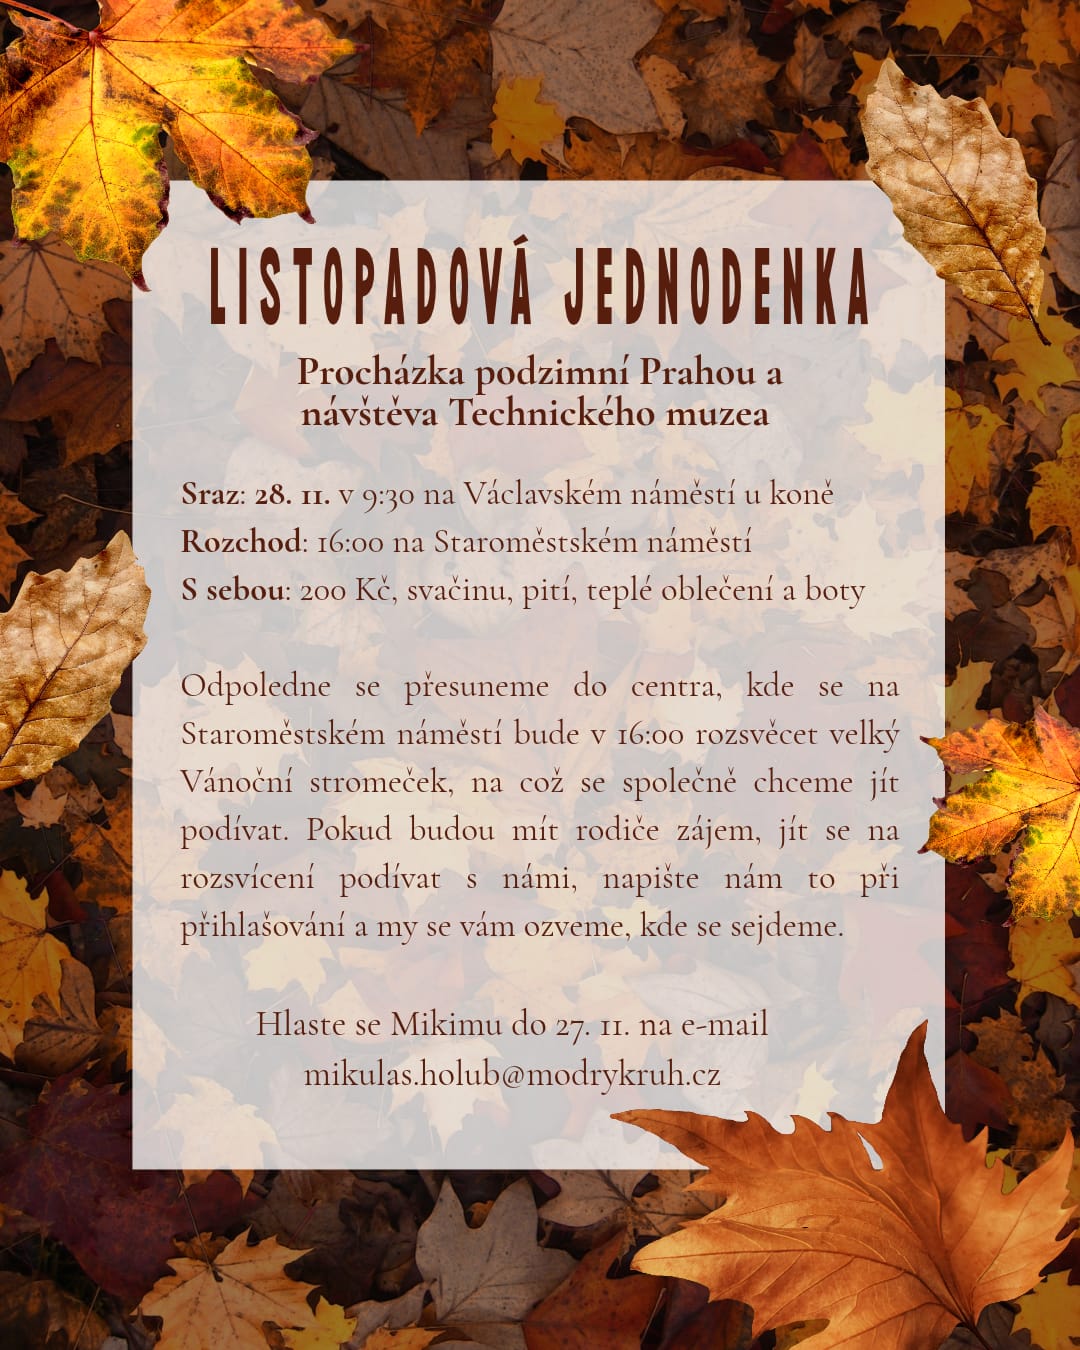 LISTOPADOVÁ JEDNODENKA
Procházka podzimní Prahou a
návštěva Technického muzea
Sraz: 28. 11. v 9:30 na Václavském náměstí u koně
Rozchod: 16:00 na Staroměstském náměstí
S sebou: 200 Kč, svačinu, pití, teplé oblečení a boty
Odpoledne se přesuneme do centra, kde se na
Staroměstském náměstí bude v 16:00 rozsvěcet velký
Vánoční stromeček, na což se společně chceme jít
podívat. Pokud budou mít rodiče zájem, jít se na
rozsvícení podívat s námi, napište nám to při
přihlašování a my se vám ozveme, kde se sejdeme.
Hlaste se Mikimu do 27. 11. na e-mail
mikulas.holub@modrykruh.cz